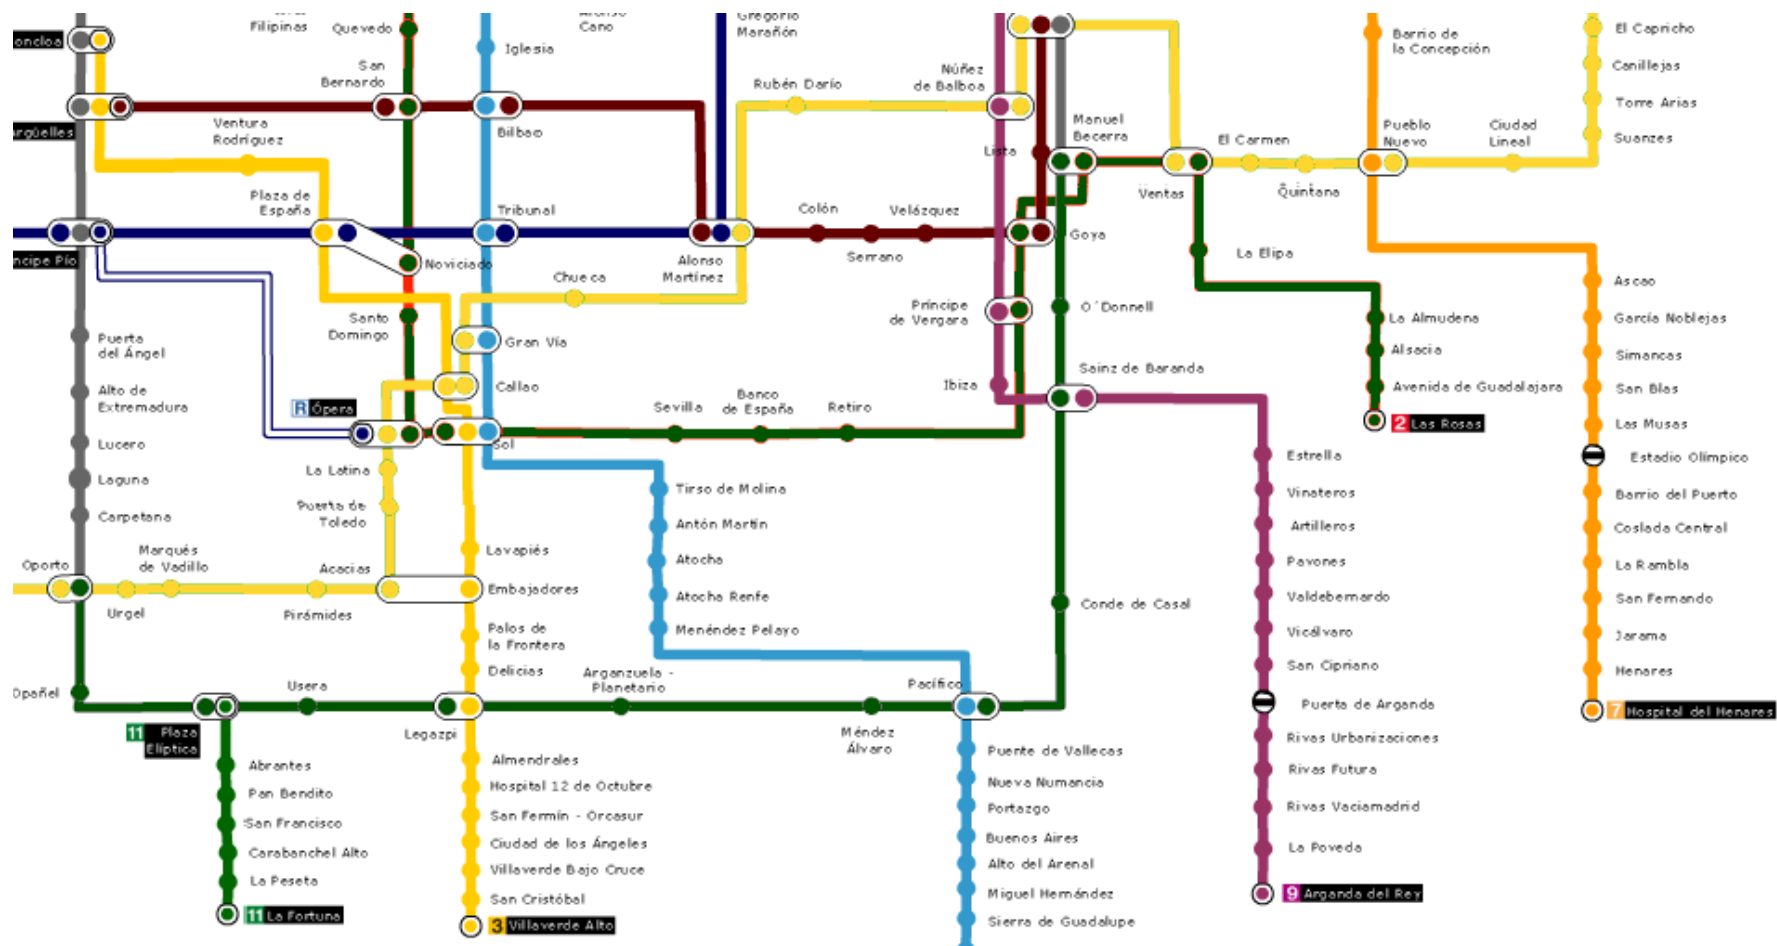 Filipinas
Quevedo
Cano
Iglesia
Gregorio
Marañón
Barrio de
la Concepción
El Capricho
Canillejas
Torre Arias
Suanzes
San
Bernardo
Bilbao
Rubén Darío
Núñez
de Balboa
Manuel
Becerra
Lista
El Carmen
Pueblo
Nuevo
Ciudad
Lineal
Ventas
Quintana
Ventura
Rodríguez
Plaza de
España
Tribunal
Noviciado
Chueca
Alonso
Martínez
Colón
Velázquez
Serrano
Goya
La Elipa
Príncipe
de Vergara
O´Donnell
Ascao
García Noblejas
Simancas
San Blas
Las Musas
Estadio Olímpico
Barrio del Puerto
Coslada Central
La Rambla
San Fernando
Jarama
Henares
7 Hospital del Henares
La Almudena
Alsacia
Avenida de Guadalajara
2 Las Rosas
Puerta
del Ángel
Alto de
Extremadura
Lucero
Laguna
Carpetana
Santo
Domingo
Gran Vía
Callao
R Ópera
Sol
Sevilla
Banco
de España
Retiro
Ibiza
Sainz de Baranda
La Latina
Puerta de
Toledo
Tirso de Molina
Antón Martín
Atocha
Atocha Renfe
Menéndez Pelayo
Estrella
Vinateros
Artilleros
Pavones
Valdebernardo
Vicálvaro
San Cipriano
Puerta de Arganda
Rivas Urbanizaciones
Rivas Futura
Rivas Vaciamadrid
La Poveda
9 Arganda del Rey
Oporto
Marqués
de Vadillo
Urgel
Pirámides
Acacias
Lavapiés
Embajadores
Palos de
la Frontera
Delicias
Conde de Casal
Opañel
Usera
Arganzuela -
Planetario
Pacífico
11 Plaza
Elíptica
Legazpi
Méndez
Álvaro
Abrantes
Pan Bendito
San Francisco
Carabanchel Alto
La Peseta
11 La Fortuna
Almendrales
Hospital 12 de Octubre
San Fermín - Orcasur
Ciudad de los Ángeles
Villaverde Bajo Cruce
San Cristóbal
3 Villaverde Alto
Puente de Vallecas
Nueva Numancia
Portazgo
Buenos Aires
Alto del Arenal
Miguel Hernández
Sierra de Guadalupe